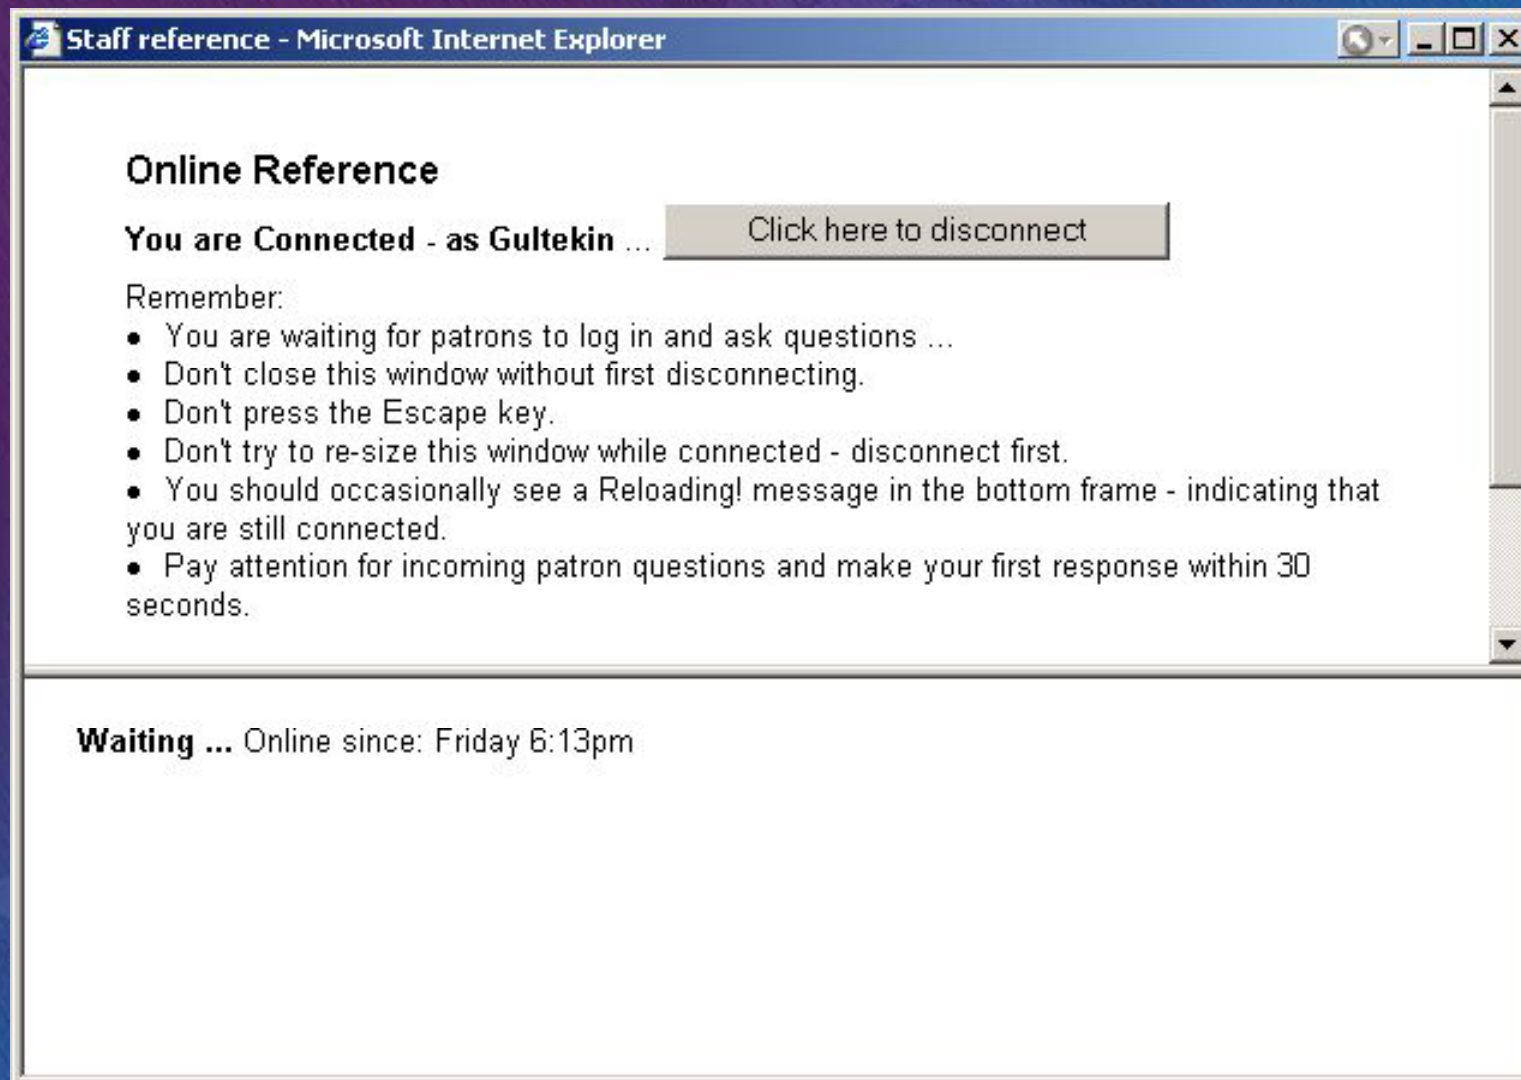 Staff reference - Microsoft Internet Explorer
Online Reference
You are Connected - as Gultekin ... Click here to disconnect
Remember:
● You are waiting for patrons to log in and ask questions ...
● Don't close this window without first disconnecting.
● Don't press the Escape key.
● Don't try to re-size this window while connected - disconnect first.
● You should occasionally see a Reloading! message in the bottom frame - indicating that
you are still connected.
● Pay attention for incoming patron questions and make your first response within 30
seconds.
Waiting ... Online since: Friday 6:13pm